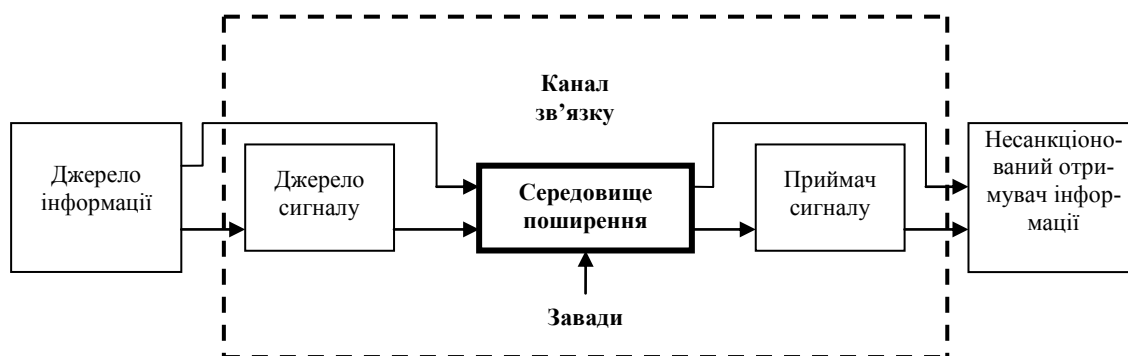 Канал
зв’язку
Джерело
інформації
Джерело
сигналу
Середовище
поширення
Приймач
сигналу
Несанкціоно-
ваний отри-
мувач інфор-
мації
Завади